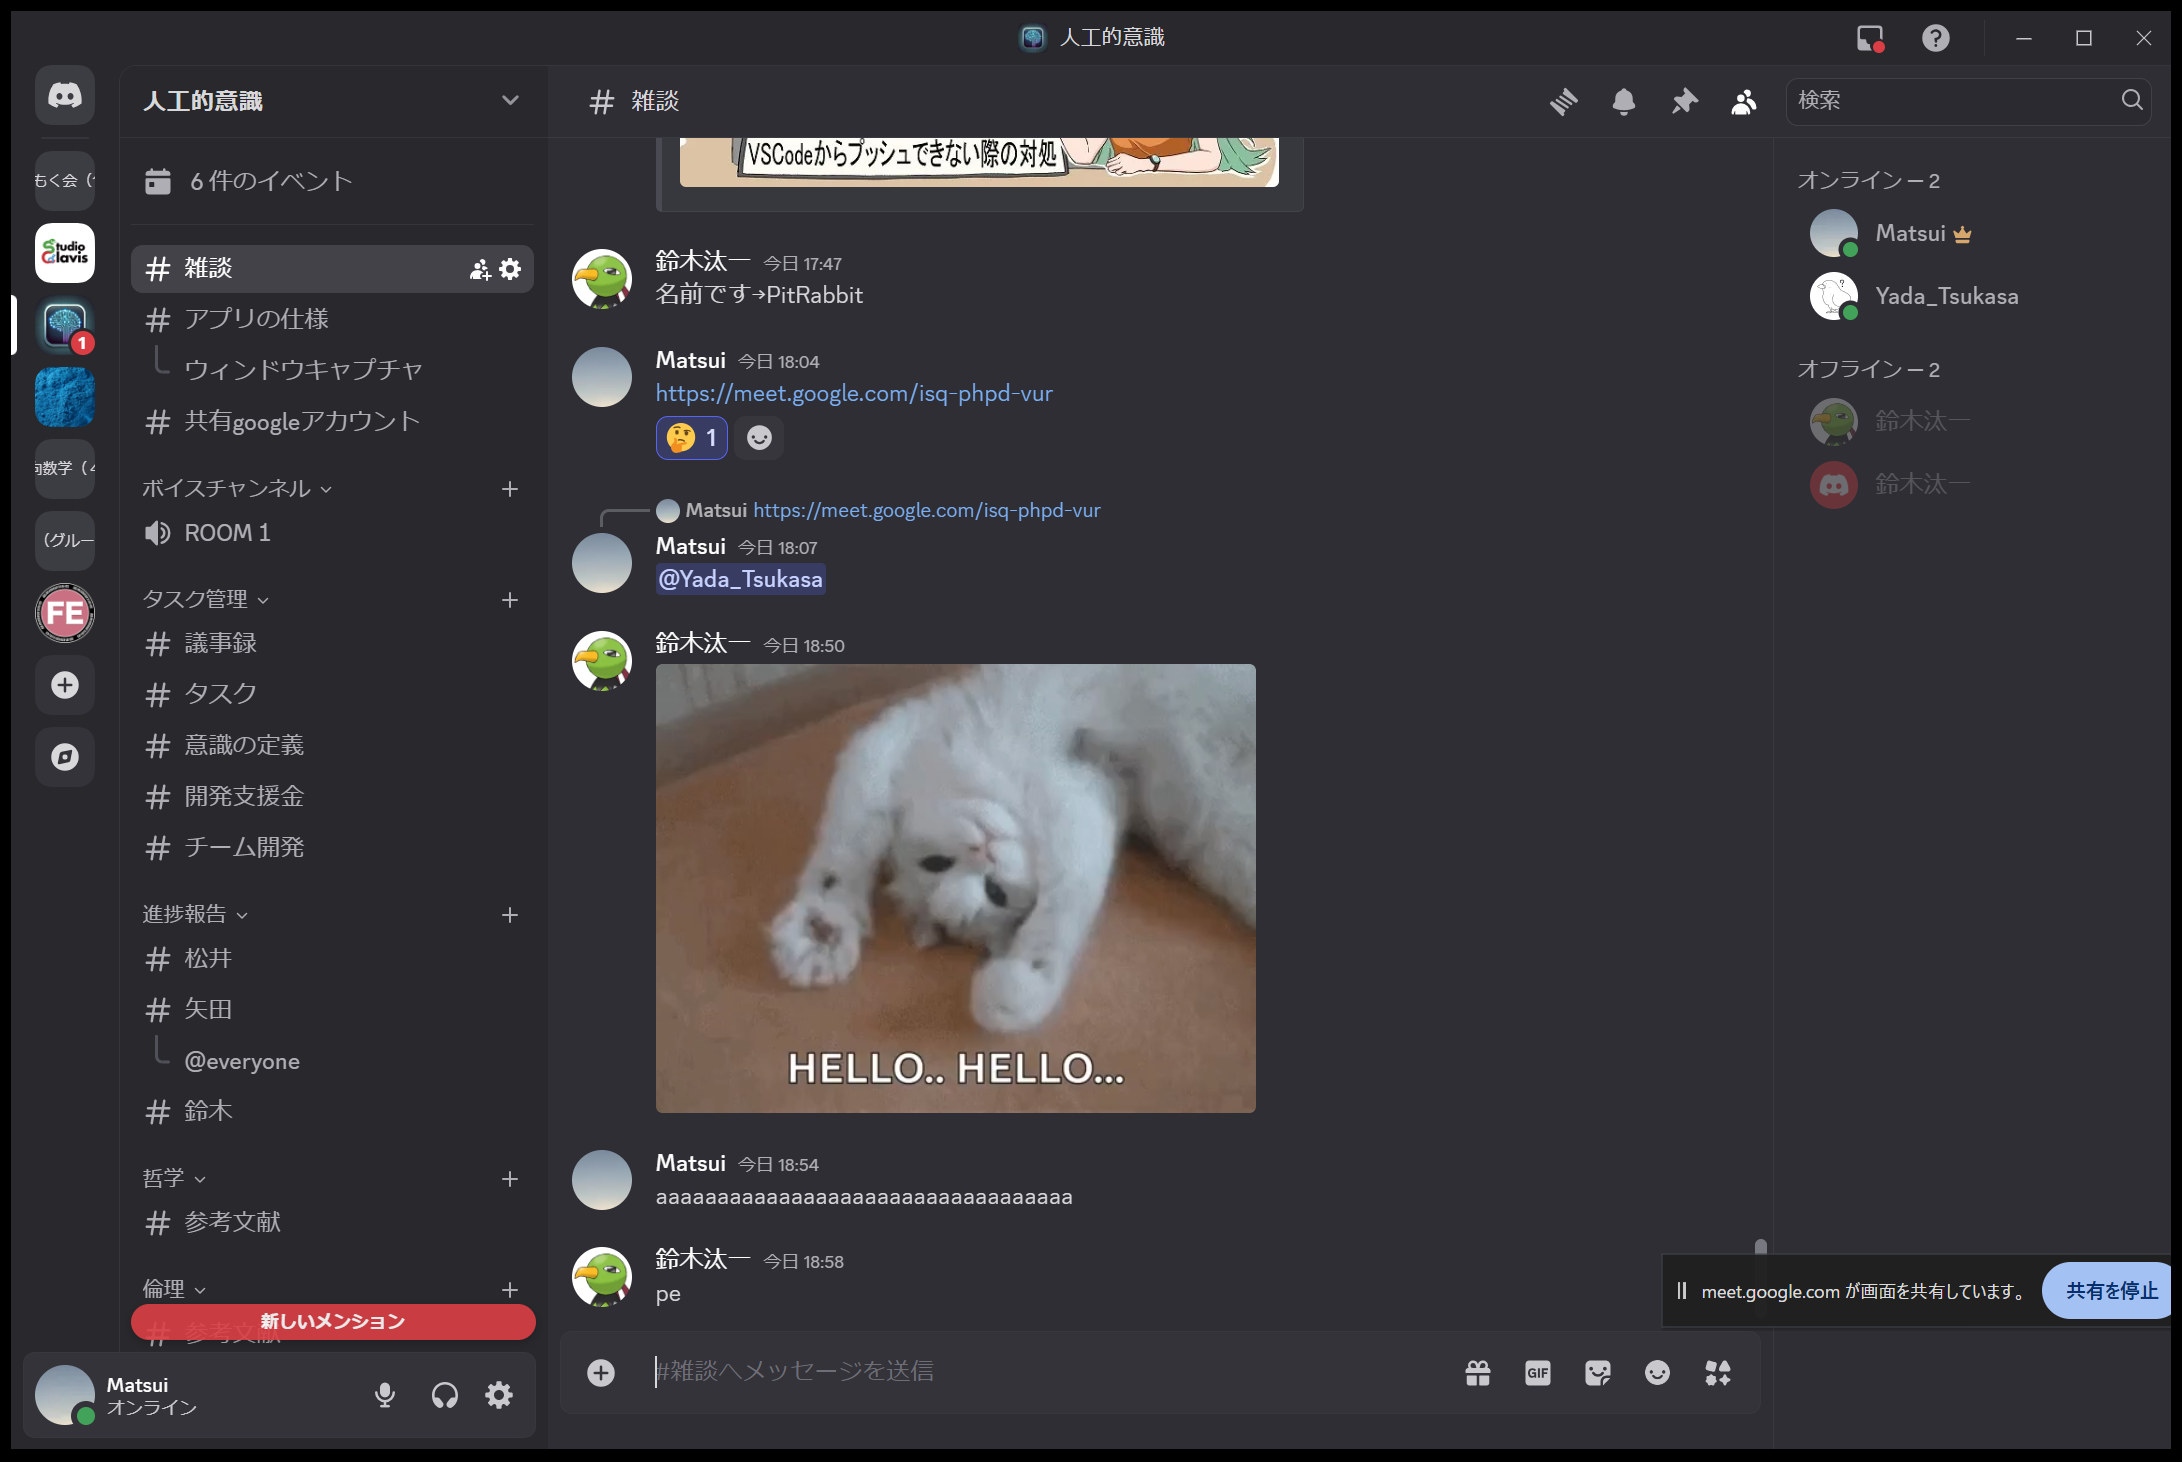 人工的意識
人工的意識
もく会
Studio
Clavis
1
向数学
(グルー
FE
6 件のイベント
雑談
アプリの仕様
ウィンドウキャプチャ
共有googleアカウント
ボイスチャンネル
ROOM 1
タスク管理
議事録
タスク
意識の定義
開発支援金
チーム開発
進捗報告
松井
矢田
@everyone
鈴木
哲学
参考文献
倫理
新しいメンション
参考文献
Matsui
オンライン
# 雑談
検索
VSCodeからプッシュできない際の対処
鈴木汰一 今日 17:47
名前です→PitRabbit
Matsui 今日 18:04
https://meet.google.com/isq-phpd-vur
1
Matsui https://meet.google.com/isq-phpd-vur
Matsui 今日 18:07
@Yada_Tsukasa
鈴木汰一 今日 18:50
HELLO.. HELLO...
Matsui 今日 18:54
aaaaaaaaaaaaaaaaaaaaaaaaaaaaaaaaaa
鈴木汰一 今日 18:58
pe
#雑談へメッセージを送信
GIF
オンライン — 2
Matsui
Yada_Tsukasa
オフライン — 2
鈴木汰一
鈴木汰一
meet.google.com が画面を共有しています。
共有を停止